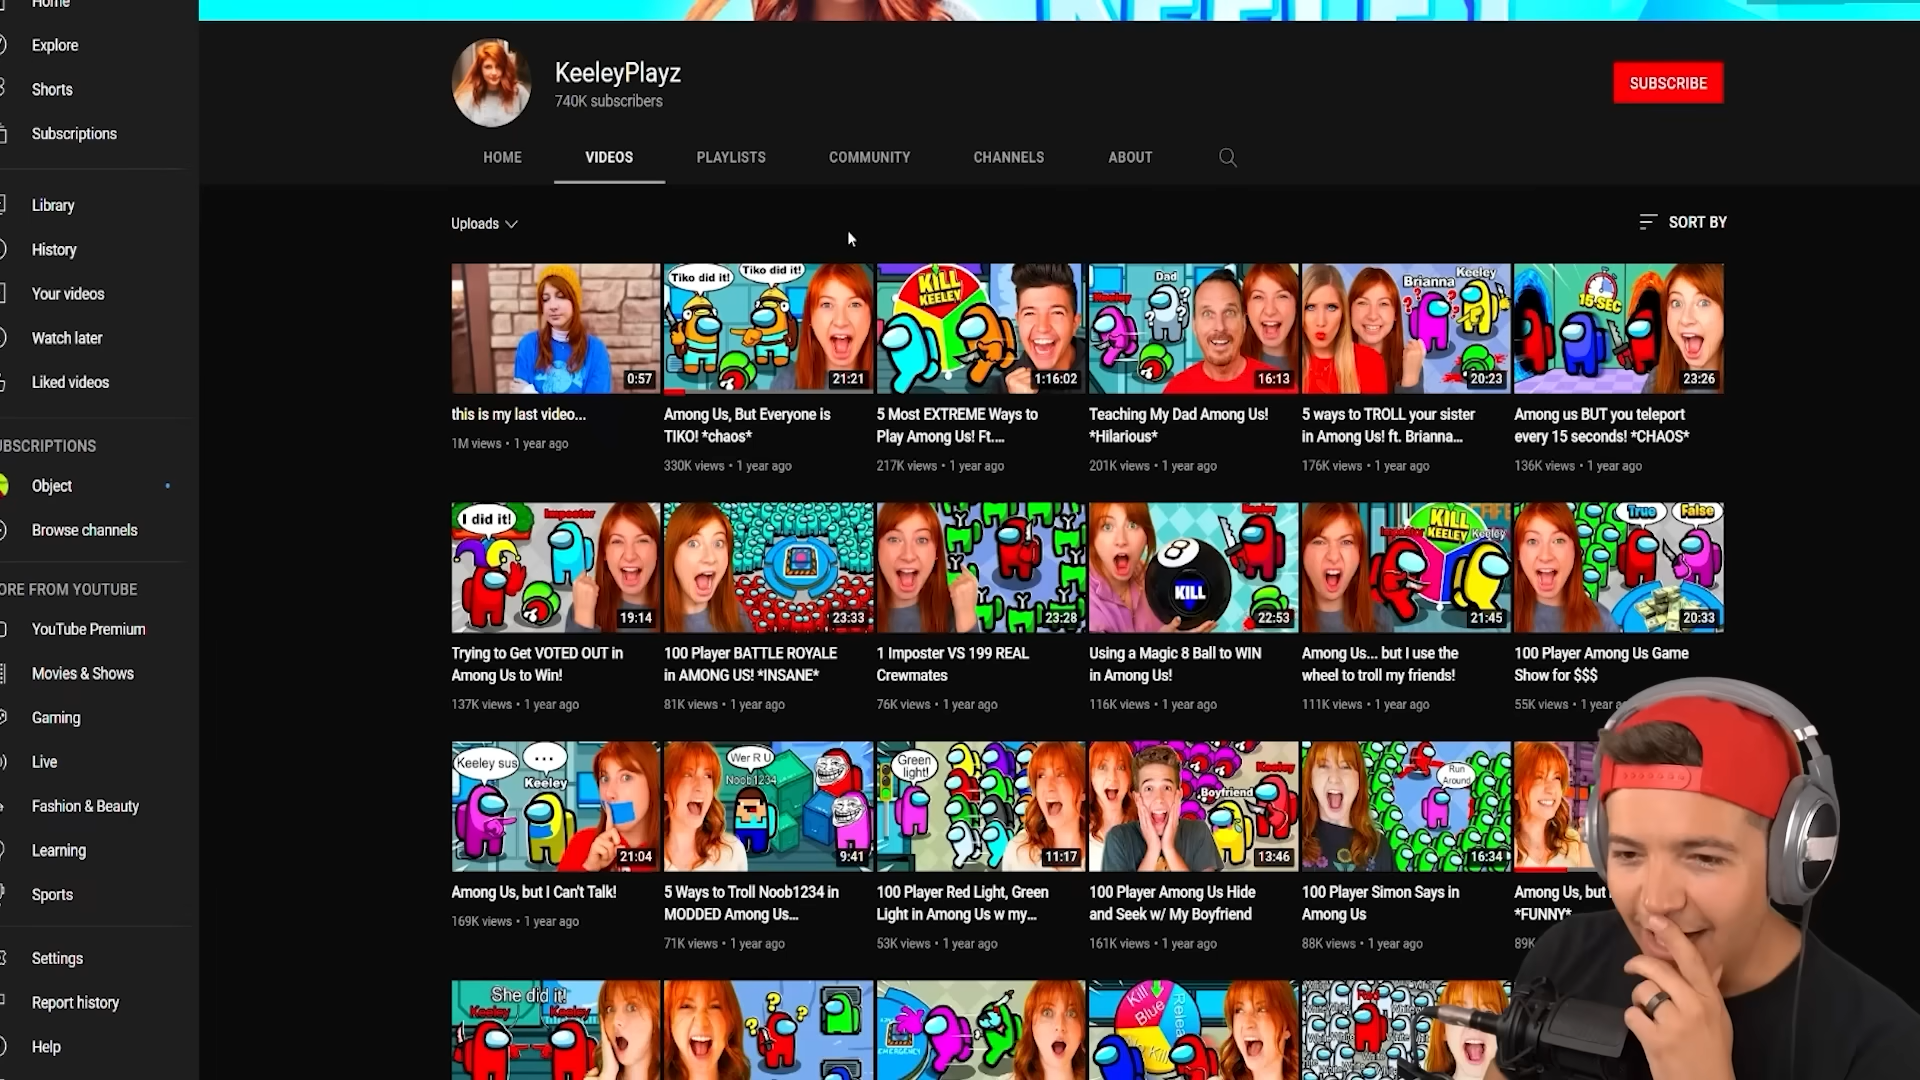 Home
Explore
Shorts
Subscriptions
Library
History
Your videos
Watch later
Liked videos
UBSCRIPTIONS
Object
Browse channels
ORE FROM YOUTUBE
YouTube Premium
Movies & Shows
Gaming
Live
Fashion & Beauty
Learning
Sports
Settings
Report history
Help
KeeleyPlayz
740K subscribers
SUBSCRIBE
HOME
VIDEOS
PLAYLISTS
COMMUNITY
CHANNELS
ABOUT
Uploads
SORT BY
0:57
this is my last video...
1M views • 1 year ago
Tiko did it!
Tiko did it!
21:21
Among Us, But Everyone is
TIKO! *chaos*
330K views • 1 year ago
KILL
KEELEY
1:16:02
5 Most EXTREME Ways to
Play Among Us! Ft....
217K views • 1 year ago
Dad
Keeley
16:13
Teaching My Dad Among Us!
*Hilarious*
201K views • 1 year ago
Brianna
Keeley
20:23
5 ways to TROLL your sister
in Among Us! ft. Brianna...
176K views • 1 year ago
15 SEC
23:26
Among us BUT you teleport
every 15 seconds! *CHAOS*
136K views • 1 year ago
I did it!
Imposter
19:14
Trying to Get VOTED OUT in
Among Us to Win!
137K views • 1 year ago
23:33
100 Player BATTLE ROYALE
in AMONG US! *INSANE*
81K views • 1 year ago
23:28
1 Imposter VS 199 REAL
Crewmates
76K views • 1 year ago
8
KILL
Keeley
22:53
Using a Magic 8 Ball to WIN
in Among Us!
116K views • 1 year ago
Imposter
KILL
KEELEY
Keeley
21:45
Among Us... but I use the
wheel to troll my friends!
111K views • 1 year ago
True
False
20:33
100 Player Among Us Game
Show for $$$
55K views • 1 year a
Keeley sus
...
Keeley
21:04
Among Us, but I Can't Talk!
169K views • 1 year ago
Wer R U
Noob1234
9:41
5 Ways to Troll Noob1234 in
MODDED Among Us...
71K views • 1 year ago
Green
light!
11:17
100 Player Red Light, Green
Light in Among Us w my...
53K views • 1 year ago
Boyfriend
Keeley
13:46
100 Player Among Us Hide
and Seek w/ My Boyfriend
161K views • 1 year ago
Run
Around
16:34
100 Player Simon Says in
Among Us
88K views • 1 year ago
Among Us, but
*FUNNY*
89K
She did it!
Keeley
Keeley
EMERGENCY
Kill
Blue
Red